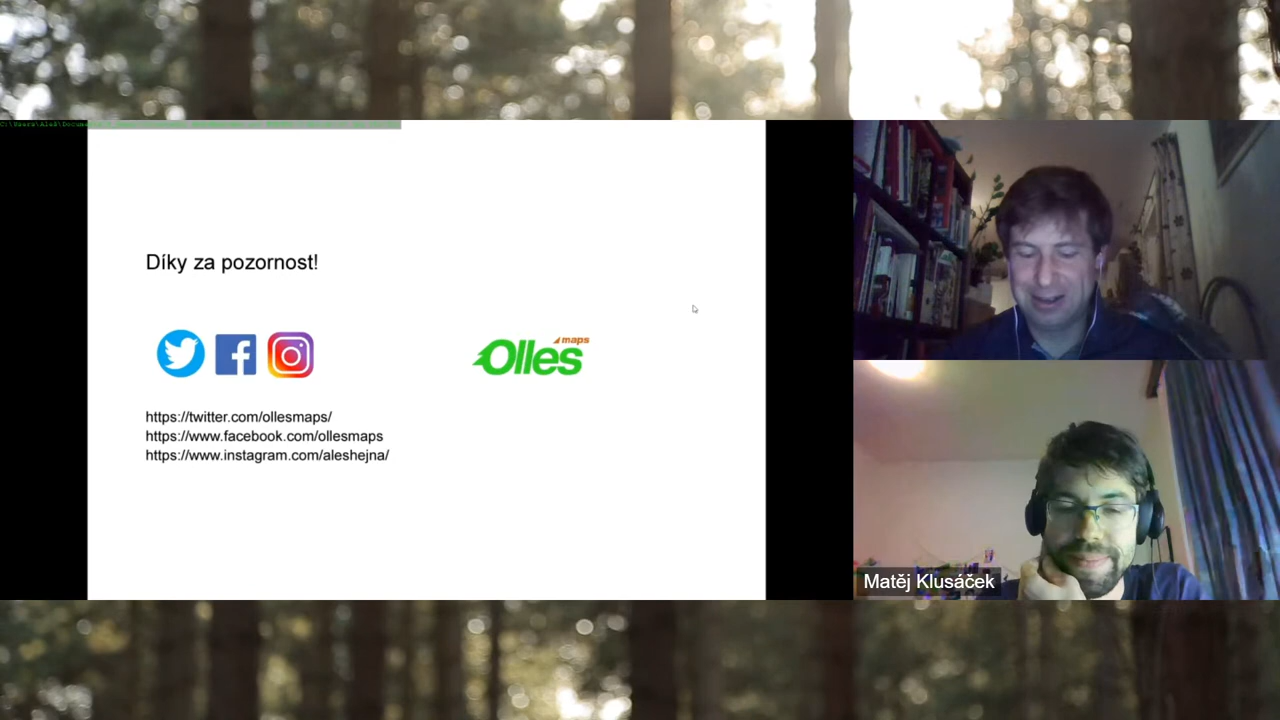 Díky za pozornost!
Olles maps
https://twitter.com/ollesmaps/
https://www.facebook.com/ollesmaps
https://www.instagram.com/aleshejna/
Matěj Klusáček